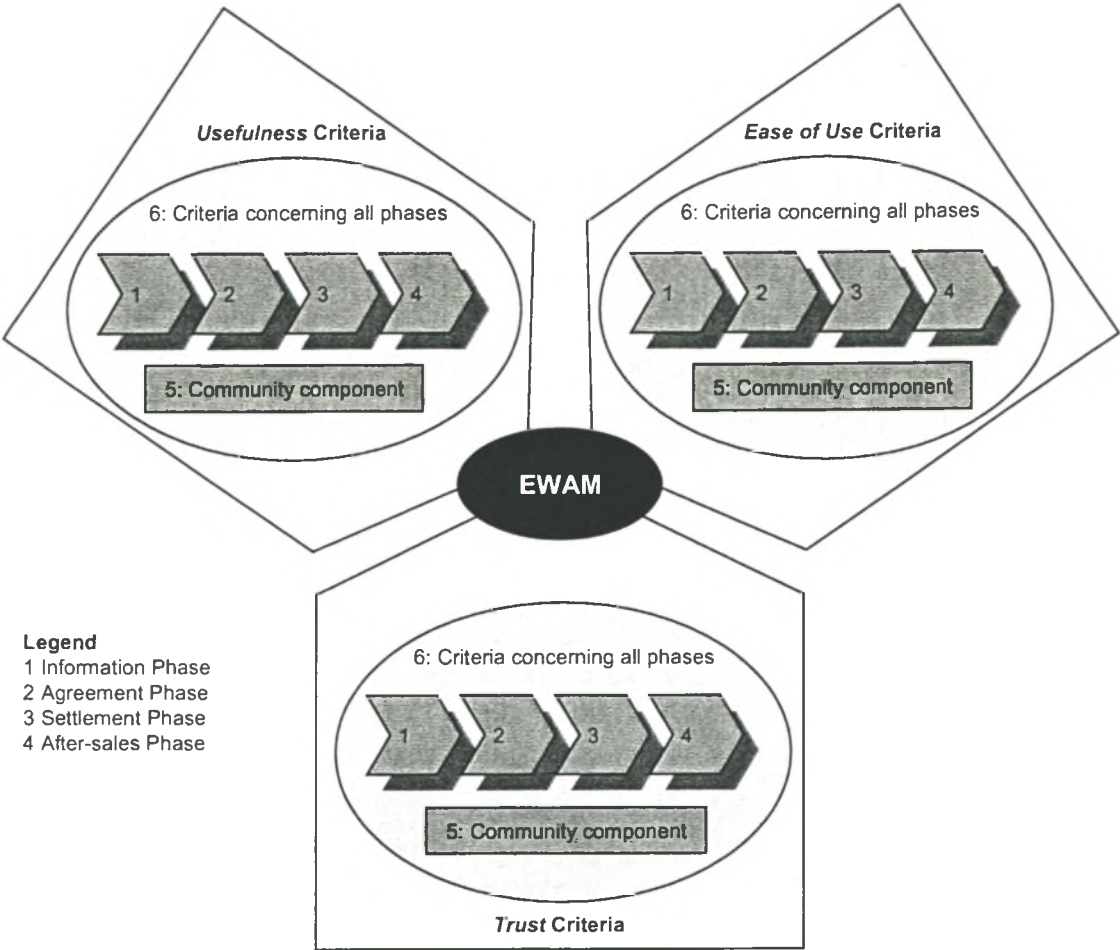 Usefulness Criteria
6: Criteria concerning all phases
1 2 3 4
5: Community component
Ease of Use Criteria
6: Criteria concerning all phases
1 2 3 4
5: Community component
EWAM
6: Criteria concerning all phases
1 2 3 4
5: Community component
Trust Criteria
Legend
1 Information Phase
2 Agreement Phase
3 Settlement Phase
4 After-sales Phase